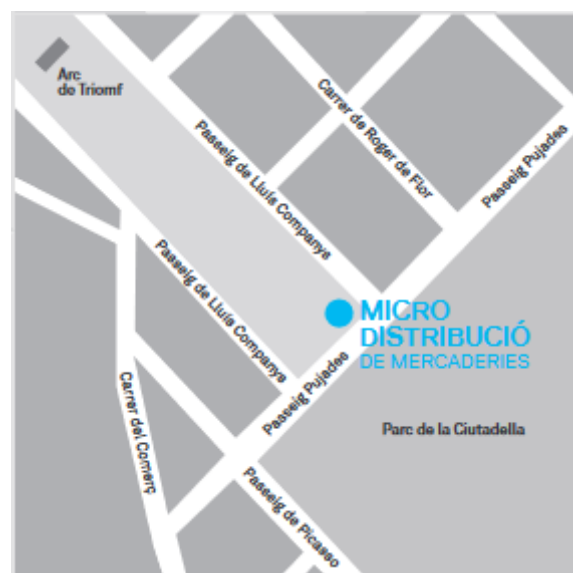 Arc
de Triomf
Carrer de Roger de Flor
Passeig Pujades
Passeig de Lluís Companys
Passeig de Lluís Companys
MICRO
DISTRIBUCIÓ
DE MERCADERIES
Passeig Pujades
Carrer del Comerç
Parc de la Ciutadella
Passeig de Picasso